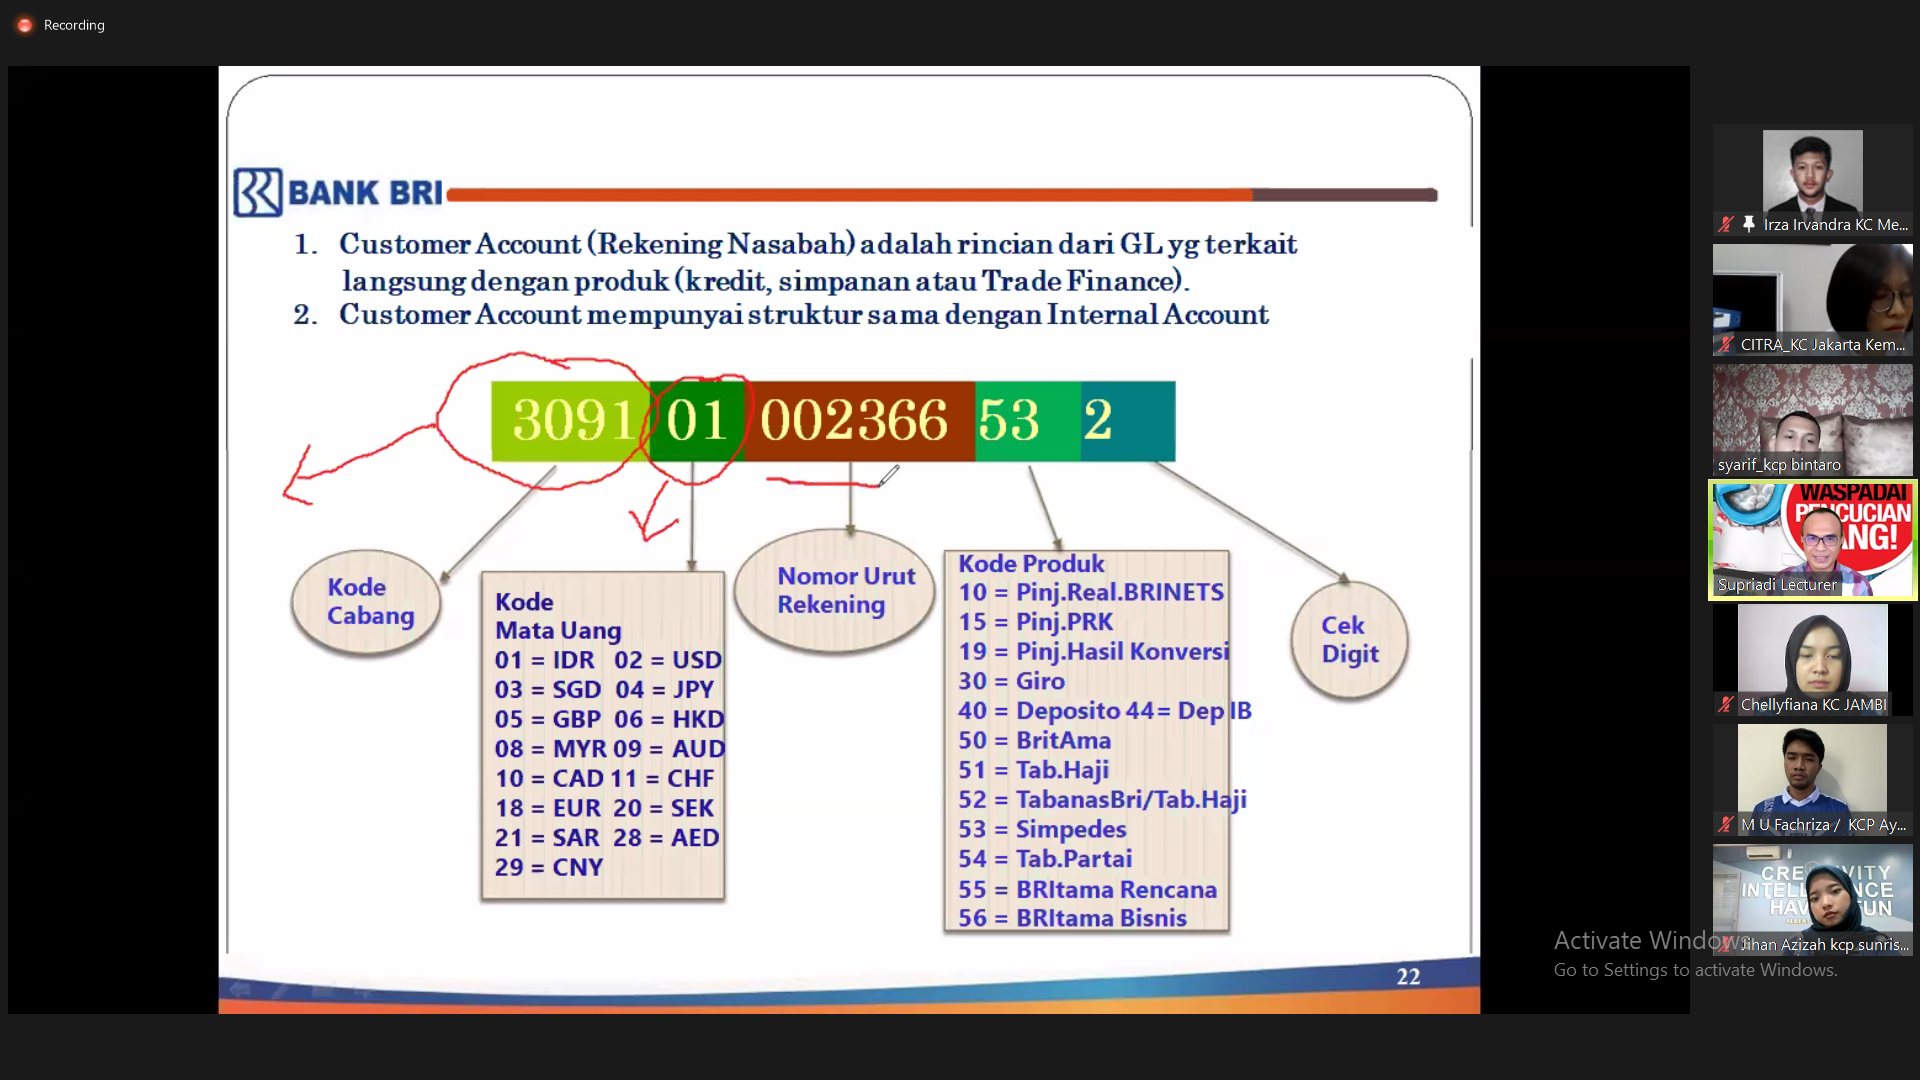 Recording
BANK BRI
1. Customer Account (Rekening Nasabah) adalah rincian dari GL yg terkait
langsung dengan produk (kredit, simpanan atau Trade Finance).
2. Customer Account mempunyai struktur sama dengan Internal Account
3091 01 002366 53 2
Kode
Cabang
Kode
Mata Uang
01 = IDR 02 = USD
03 = SGD 04 = JPY
05 = GBP 06 = HKD
08 = MYR 09 = AUD
10 = CAD 11 = CHF
18 = EUR 20 = SEK
21 = SAR 28 = AED
29 = CNY
Nomor Urut
Rekening
Kode Produk
10 = Pinj.Real.BRINETS
15 = Pinj.PRK
19 = Pinj.Hasil Konversi
30 = Giro
40 = Deposito 44= Dep IB
50 = BritAma
51 = Tab.Haji
52 = TabanasBri/Tab.Haji
53 = Simpedes
54 = Tab.Partai
55 = BRItama Rencana
56 = BRItama Bisnis
Cek
Digit
22
Irza Irvandra KC Me...
CITRA_KC Jakarta Kem...
syarif_kcp bintaro
WASPADAI
PENCUCIAN
ANG!
Supriadi Lecturer
Chellyfiana KC JAMBI
M U Fachriza / KCP Ay...
CRE IVITY
INTELL NCE
HAV FUN
Jihan Azizah kcp sunris...
Activate Windows
Go to Settings to activate Windows.